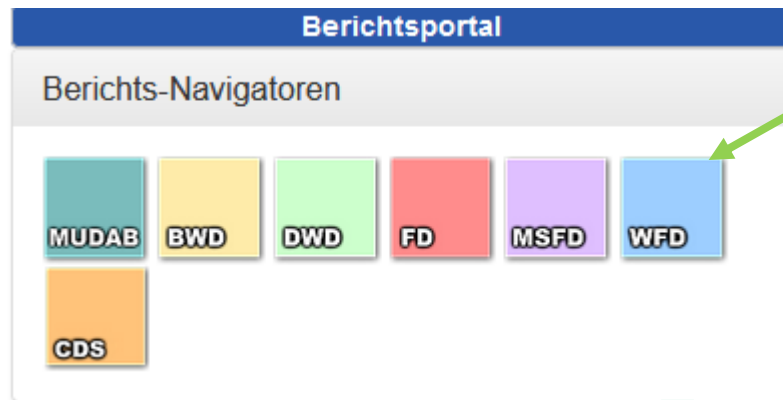 Berichtsportal
Berichts-Navigatoren
MUDAB BWD DWD FD MSFD WFD
CDS